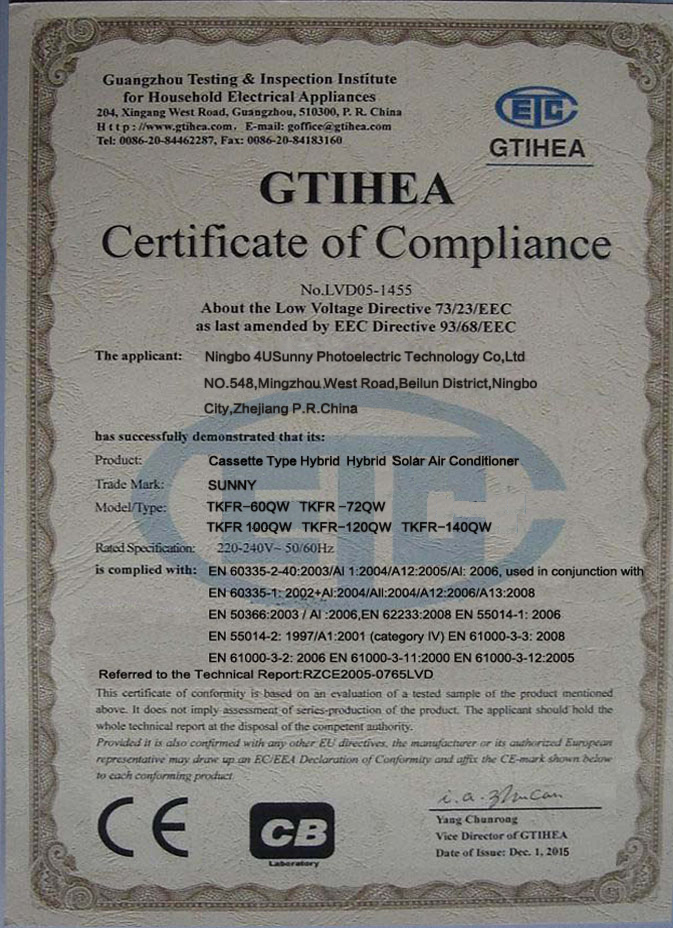 Guangzhou Testing & Inspection Institute
for Household Electrical Appliances
204, Xingang West Road, Guangzhou, 510300, P. R. China
Http://www.gtihea.com, E-mail: goffice@gtihea.com
Tel: 0086-20-84462287, Fax: 0086-20-84183160
ETC
GTIHEA
GTIHEA
Certificate of Compliance
No.LVD05-1455
About the Low Voltage Directive 73/23/EEC
as last amended by EEC Directive 93/68/EEC
The applicant: Ningbo 4USunny Photoelectric Technology Co,Ltd
NO.548,Mingzhou West Road,Beilun District,Ningbo
City,Zhejiang P.R.China
has successfully demonstrated that its:
Product: Cassette Type Hybrid Hybrid Solar Air Conditioner
Trade Mark: SUNNY
Model/Type: TKFR-60QW TKFR -72QW
TKFR 100QW TKFR-120QW TKFR-140QW
Rated Specification: 220-240V~ 50/60Hz
is complied with: EN 60335-2-40:2003/Al 1:2004/A12:2005/Al: 2006, used in conjunction with
EN 60335-1: 2002+Al:2004/All:2004/A12:2006/A13:2008
EN 50366:2003 / Al :2006,EN 62233:2008 EN 55014-1: 2006
EN 55014-2: 1997/A1:2001 (category IV) EN 61000-3-3: 2008
EN 61000-3-2: 2006 EN 61000-3-11:2000 EN 61000-3-12:2005
Referred to the Technical Report:RZCE2005-0765LVD
This certificate of conformity is based on an evaluation of a tested sample of the product mentioned
above. It does not imply assessment of series-production of the product. The applicant should hold the
whole technical report at the disposal of the competent authority.
Provided it is also confirmed with any other EU directives, the manufacturer or its authorized European
representative may draw up an EC/EEA Declaration of Conformity and affix the CE-mark shown below
to each conforming product.
CE
CB
Laboratory
Yang Chunrong
Vice Director of GTIHEA
Date of Issue: Dec. 1, 2015